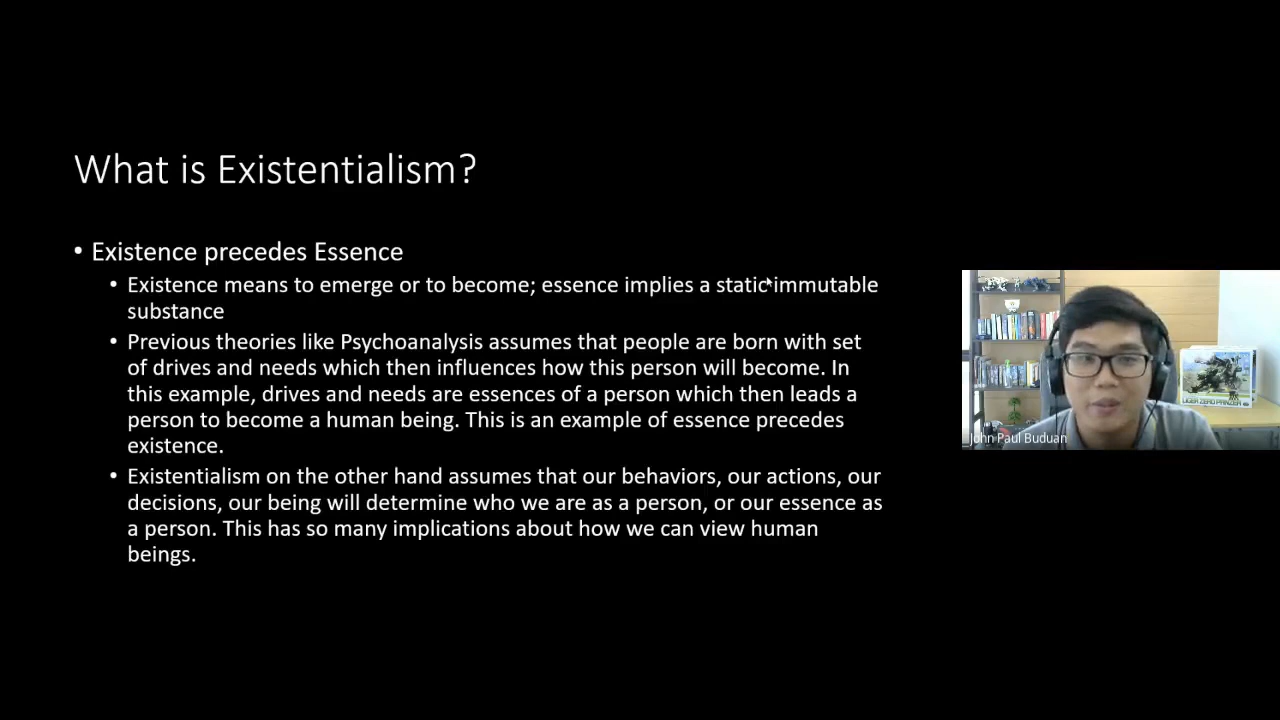 What is Existentialism?
• Existence precedes Essence
• Existence means to emerge or to become; essence implies a static immutable
substance
• Previous theories like Psychoanalysis assumes that people are born with set
of drives and needs which then influences how this person will become. In
this example, drives and needs are essences of a person which then leads a
person to become a human being. This is an example of essence precedes
existence.
• Existentialism on the other hand assumes that our behaviors, our actions, our
decisions, our being will determine who we are as a person, or our essence as
a person. This has so many implications about how we can view human
beings.
LIGER ZERO PANZER
John Paul Buduan